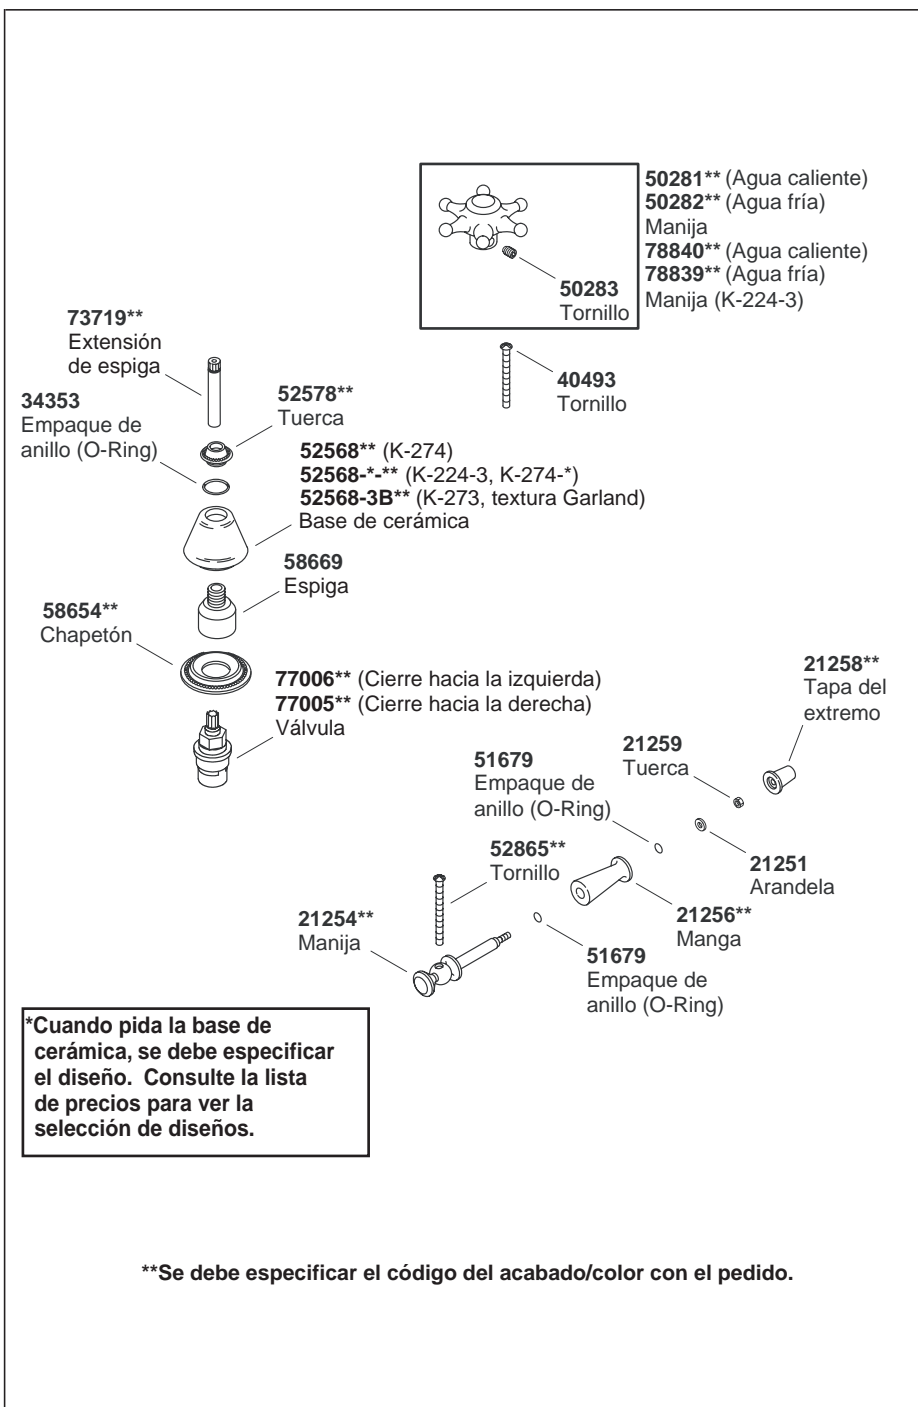 50281** (Agua caliente)
50282** (Agua fría)
Manija
78840** (Agua caliente)
78839** (Agua fría)
Manija (K-224-3)
50283
Tornillo
40493
Tornillo
73719**
Extensión
de espiga
34353
Empaque de
anillo (O-Ring)
52578**
Tuerca
52568** (K-274)
52568-*-** (K-224-3, K-274-*)
52568-3B** (K-273, textura Garland)
Base de cerámica
58669
Espiga
58654**
Chapetón
77006** (Cierre hacia la izquierda)
77005** (Cierre hacia la derecha)
Válvula
21258**
Tapa del
extremo
21259
Tuerca
51679
Empaque de
anillo (O-Ring)
21251
Arandela
52865**
Tornillo
21256**
Manga
21254**
Manija
51679
Empaque de
anillo (O-Ring)
*Cuando pida la base de
cerámica, se debe especificar
el diseño. Consulte la lista
de precios para ver la
selección de diseños.
**Se debe especificar el código del acabado/color con el pedido.